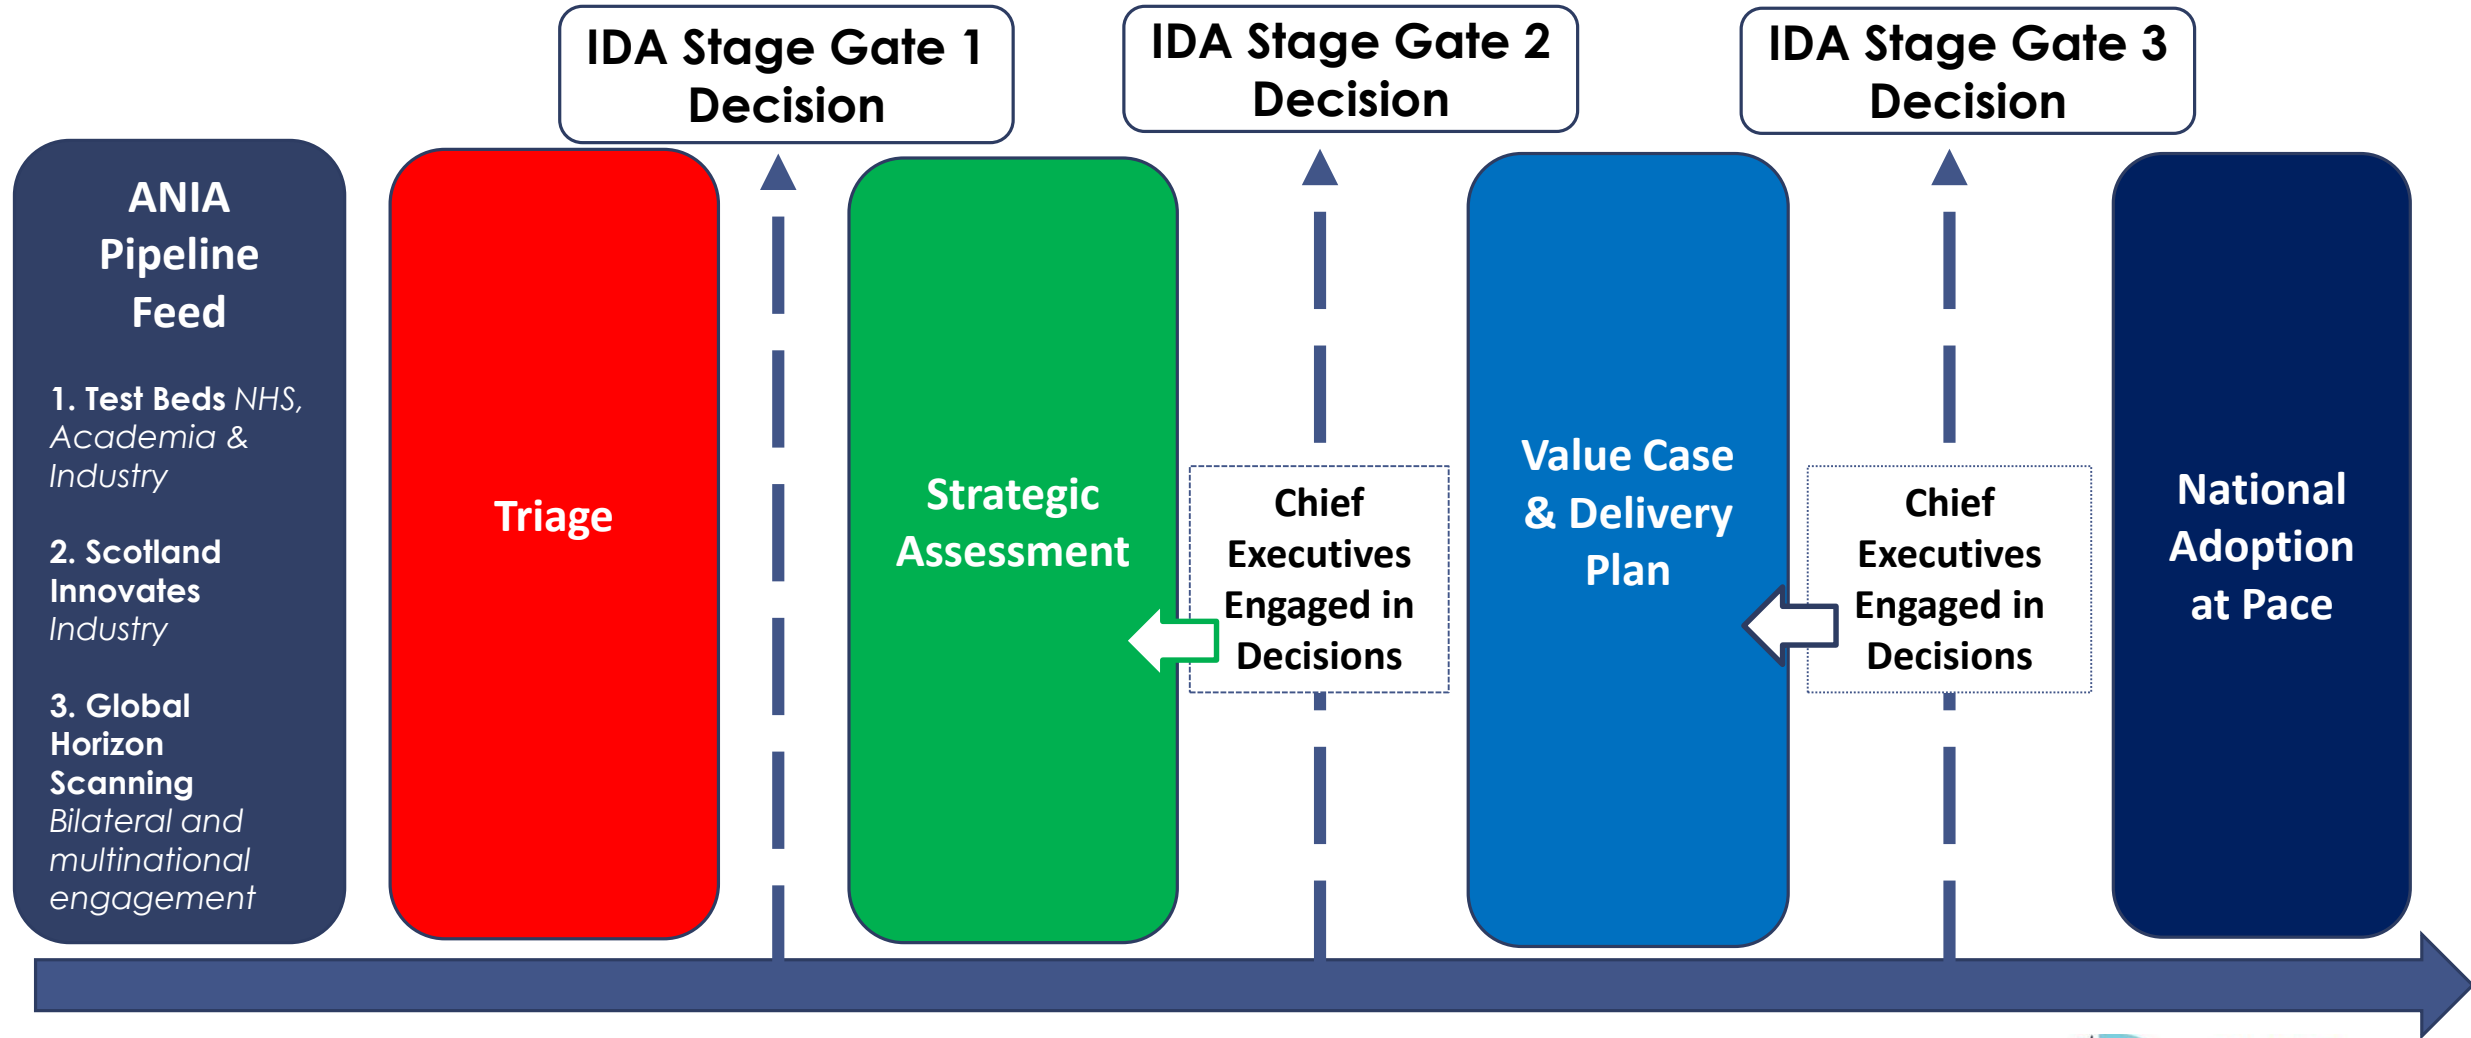 IDA Stage Gate 1
Decision
IDA Stage Gate 2
Decision
IDA Stage Gate 3
Decision
ANIA
Pipeline
Feed
1. Test Beds NHS,
Academia &
Industry
2. Scotland
Innovates
Industry
3. Global
Horizon
Scanning
Bilateral and
multinational
engagement
Triage
Strategic
Assessment
Chief
Executives
Engaged in
Decisions
Value Case
& Delivery
Plan
Chief
Executives
Engaged in
Decisions
National
Adoption
at Pace